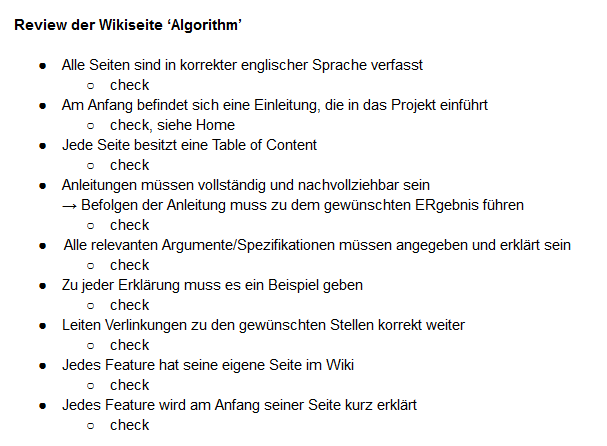 Review der Wikiseite ‘Algorithm’
● Alle Seiten sind in korrekter englischer Sprache verfasst
○ check
● Am Anfang befindet sich eine Einleitung, die in das Projekt einführt
○ check, siehe Home
● Jede Seite besitzt eine Table of Content
○ check
● Anleitungen müssen vollständig und nachvollziehbar sein
→ Befolgen der Anleitung muss zu dem gewünschten ERgebnis führen
○ check
● Alle relevanten Argumente/Spezifikationen müssen angegeben und erklärt sein
○ check
● Zu jeder Erklärung muss es ein Beispiel geben
○ check
● Leiten Verlinkungen zu den gewünschten Stellen korrekt weiter
○ check
● Jedes Feature hat seine eigene Seite im Wiki
○ check
● Jedes Feature wird am Anfang seiner Seite kurz erklärt
○ check